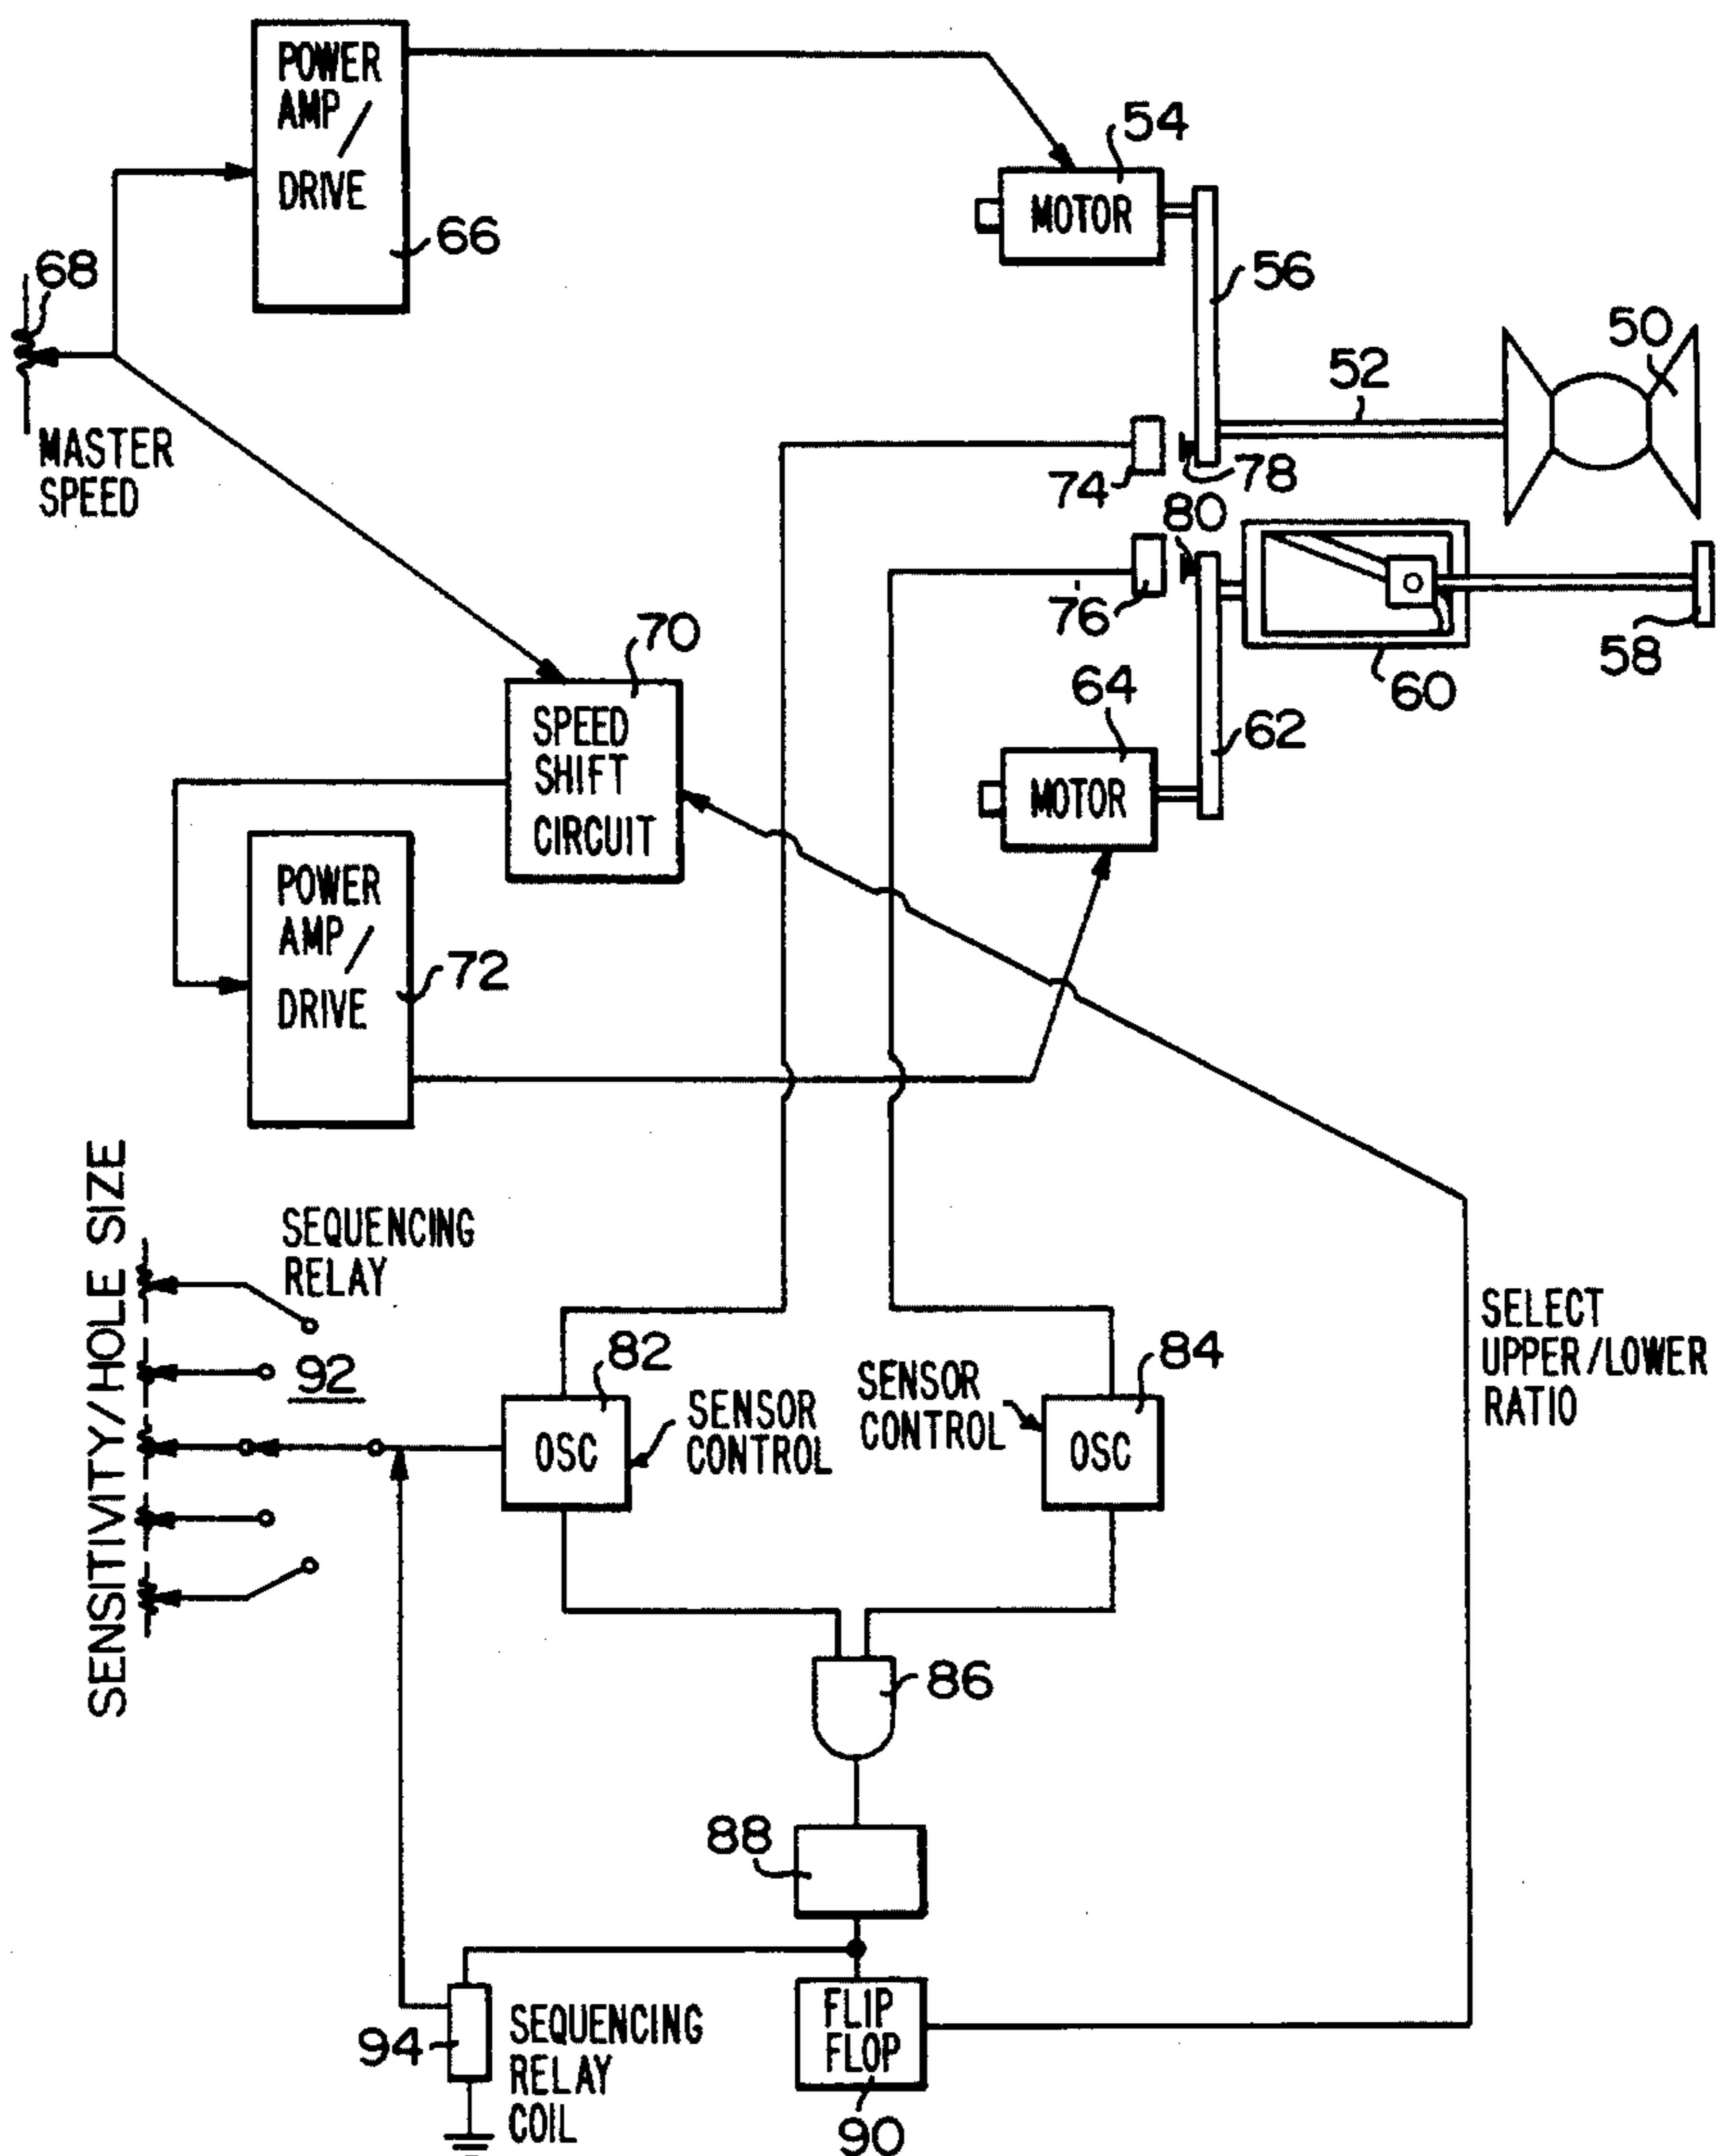 POWER
AMP/
DRIVE
66
54
MOTOR
56
68
50
52
MASTER
SPEED
74
78
80
76
58
60
70
64
62
SPEED
SHIFT
CIRCUIT
MOTOR
POWER
AMP/
DRIVE
72
SENSITIVITY/HOLE SIZE
SEQUENCING
RELAY
92
82
OSC
SENSOR
CONTROL
SENSOR
CONTROL
84
OSC
SELECT
UPPER/LOWER
RATIO
86
88
94
SEQUENCING
RELAY
COIL
FLIP
FLOP
90